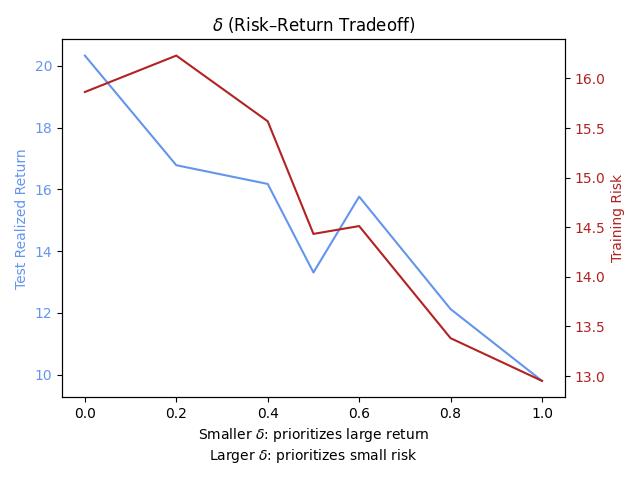 δ (Risk–Return Tradeoff)
20
18
16
14
12
10
Test Realized Return
16.0
15.5
15.0
14.5
14.0
13.5
13.0
Training Risk
0.0 0.2 0.4 0.6 0.8 1.0
Smaller δ: prioritizes large return
Larger δ: prioritizes small risk